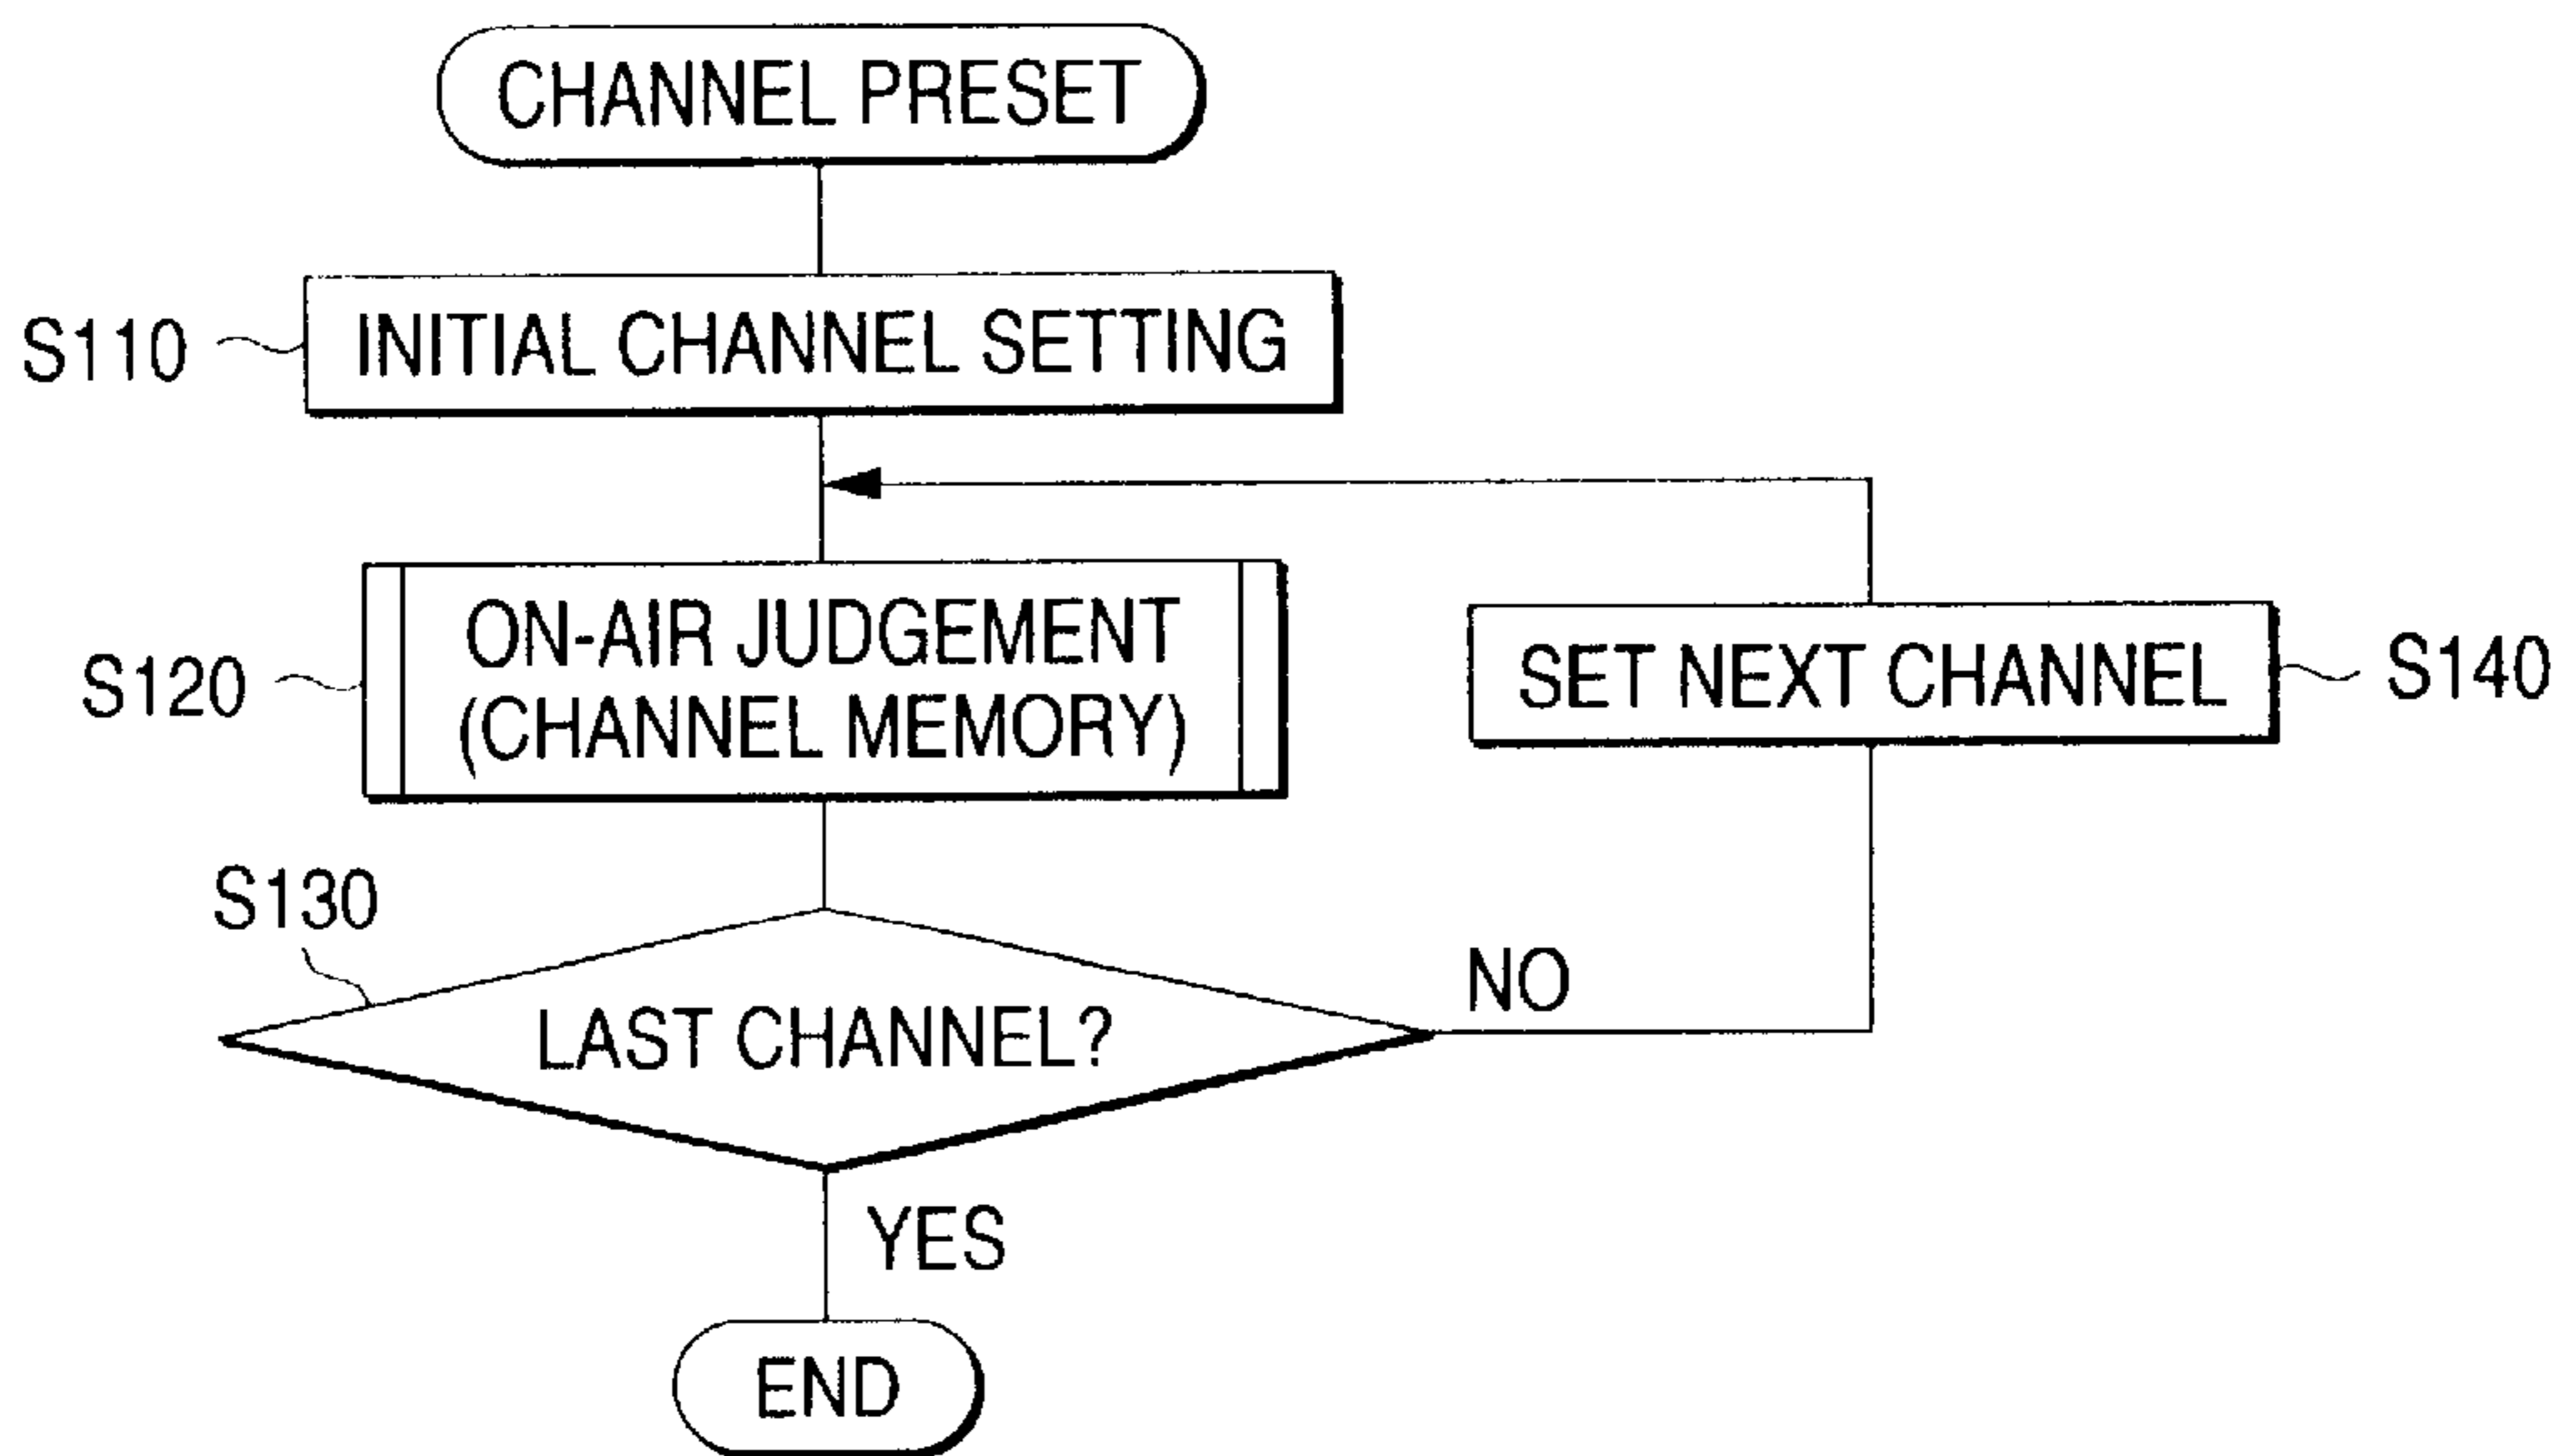 CHANNEL PRESET
S110
INITIAL CHANNEL SETTING
S120
ON-AIR JUDGEMENT
(CHANNEL MEMORY)
SET NEXT CHANNEL
S140
S130
LAST CHANNEL?
NO
YES
END